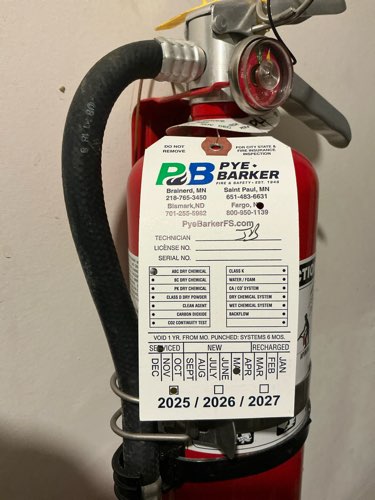 DO NOT REMOVE
FOR CITY STATE & FIRE INSURANCE INSPECTION
PB PYE BARKER
FIRE & SAFETY • EST. 1946
Brainerd, MN
218-765-3450
Saint Paul, MN
651-483-6631
Bismark, ND
701-255-6662
Fargo,
800-950-1139
PyeBarkerFS.com
TECHNICIAN
LICENSE NO.
SERIAL NO.
ABC DRY CHEMICAL
BC DRY CHEMICAL
PK DRY CHEMICAL
CLASS D DRY POWDER
CLEAN AGENT
CARBON DIOXIDE
CO2 CONTINUITY TEST
CLASS K
WATER / FOAM
CA / CO2 SYSTEM
DRY CHEMICAL SYSTEM
WET CHEMICAL SYSTEM
BACKFLOW
VOID 1 YR. FROM MO. PUNCHED: SYSTEMS 6 MOS.
SERVICED NEW RECHARGED
DEC NOV OCT SEPT AUG JULY JUNE MAY APR MAR FEB JAN
2025 / 2026 / 2027